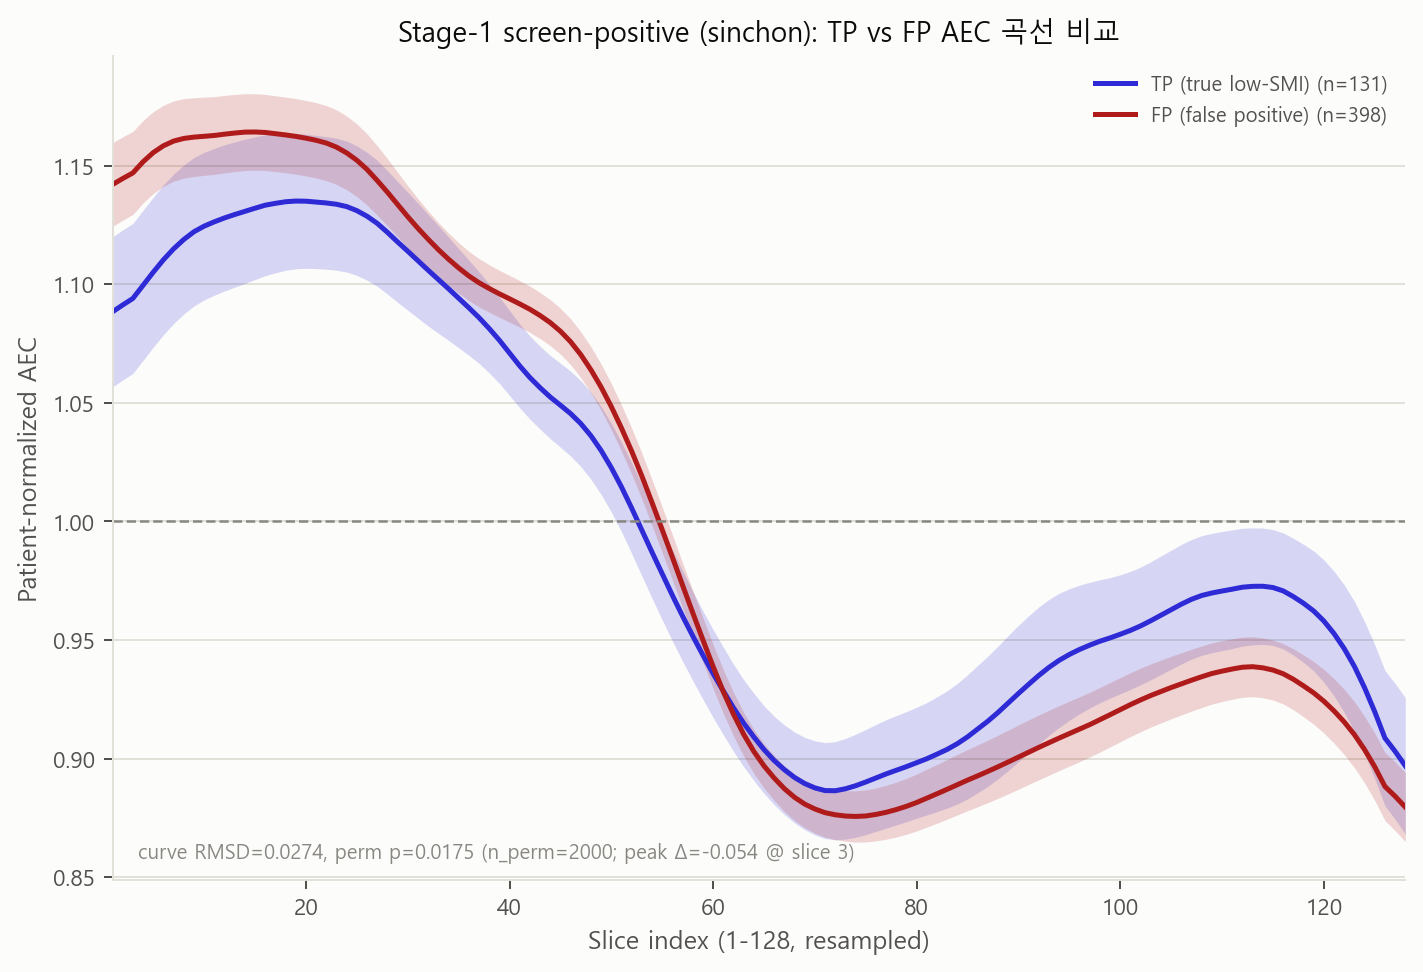 Stage-1 screen-positive (sinchon): TP vs FP AEC 곡선 비교
TP (true low-SMI) (n=131)
FP (false positive) (n=398)
Patient-normalized AEC
1.15
1.10
1.05
1.00
0.95
0.90
0.85
curve RMSD=0.0274, perm p=0.0175 (n_perm=2000; peak Δ=-0.054 @ slice 3)
20 40 60 80 100 120
Slice index (1-128, resampled)